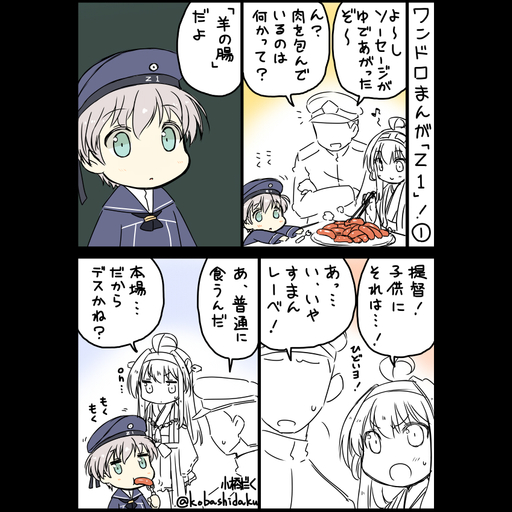 ワンドロまんが「Z1」!①
よ〜し
ソーセージが
ゆであがった
ぞ〜
ん?
肉を包んで
いるのは
何かって?
「羊の腸」
だよ
Z1
提督!
子供に
それは…!
ひどいヨ!
あっ…
い、いや
すまん
レーベ!
あ、普通に
食うんだ
本場…
だから
デスかね?
oh…
もく
もく
小橋だく
@kobashidaku